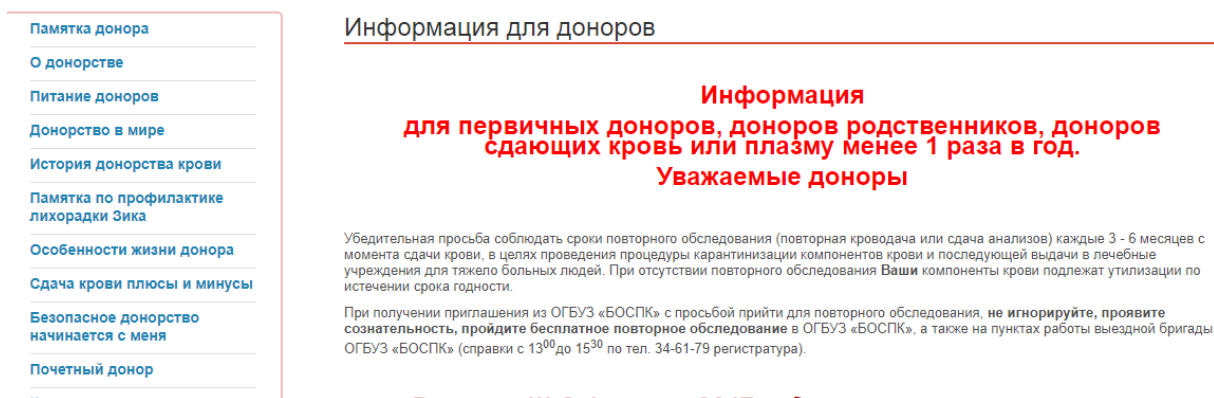 Памятка донора
О донорстве
Питание доноров
Донорство в мире
История донорства крови
Памятка по профилактике
лихорадки Зика
Особенности жизни донора
Сдача крови плюсы и минусы
Безопасное донорство
начинается с меня
Почетный донор
Информация для доноров
Информация
для первичных доноров, доноров родственников, доноров
сдающих кровь или плазму менее 1 раза в год.
Уважаемые доноры
Убедительная просьба соблюдать сроки повторного обследования (повторная кроводача или сдача анализов) каждые 3 - 6 месяцев с
момента сдачи крови, в целях проведения процедуры карантинизации компонентов крови и последующей выдачи в лечебные
учреждения для тяжело больных людей. При отсутствии повторного обследования Ваши компоненты крови подлежат утилизации по
истечении срока годности.
При получении приглашения из ОГБУЗ «БОСПК» с просьбой прийти для повторного обследования, не игнорируйте, проявите
сознательность, пройдите бесплатное повторное обследование в ОГБУЗ «БОСПК», а также на пунктах работы выездной бригады
ОГБУЗ «БОСПК» (справки с 13⁰⁰до 15³⁰ по тел. 34-61-79 регистратура).